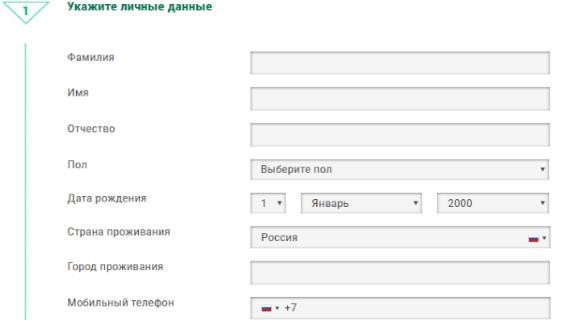 1 Укажите личные данные
Фамилия
Имя
Отчество
Пол Выберите пол
Дата рождения 1 Январь 2000
Страна проживания Россия
Город проживания
Мобильный телефон +7